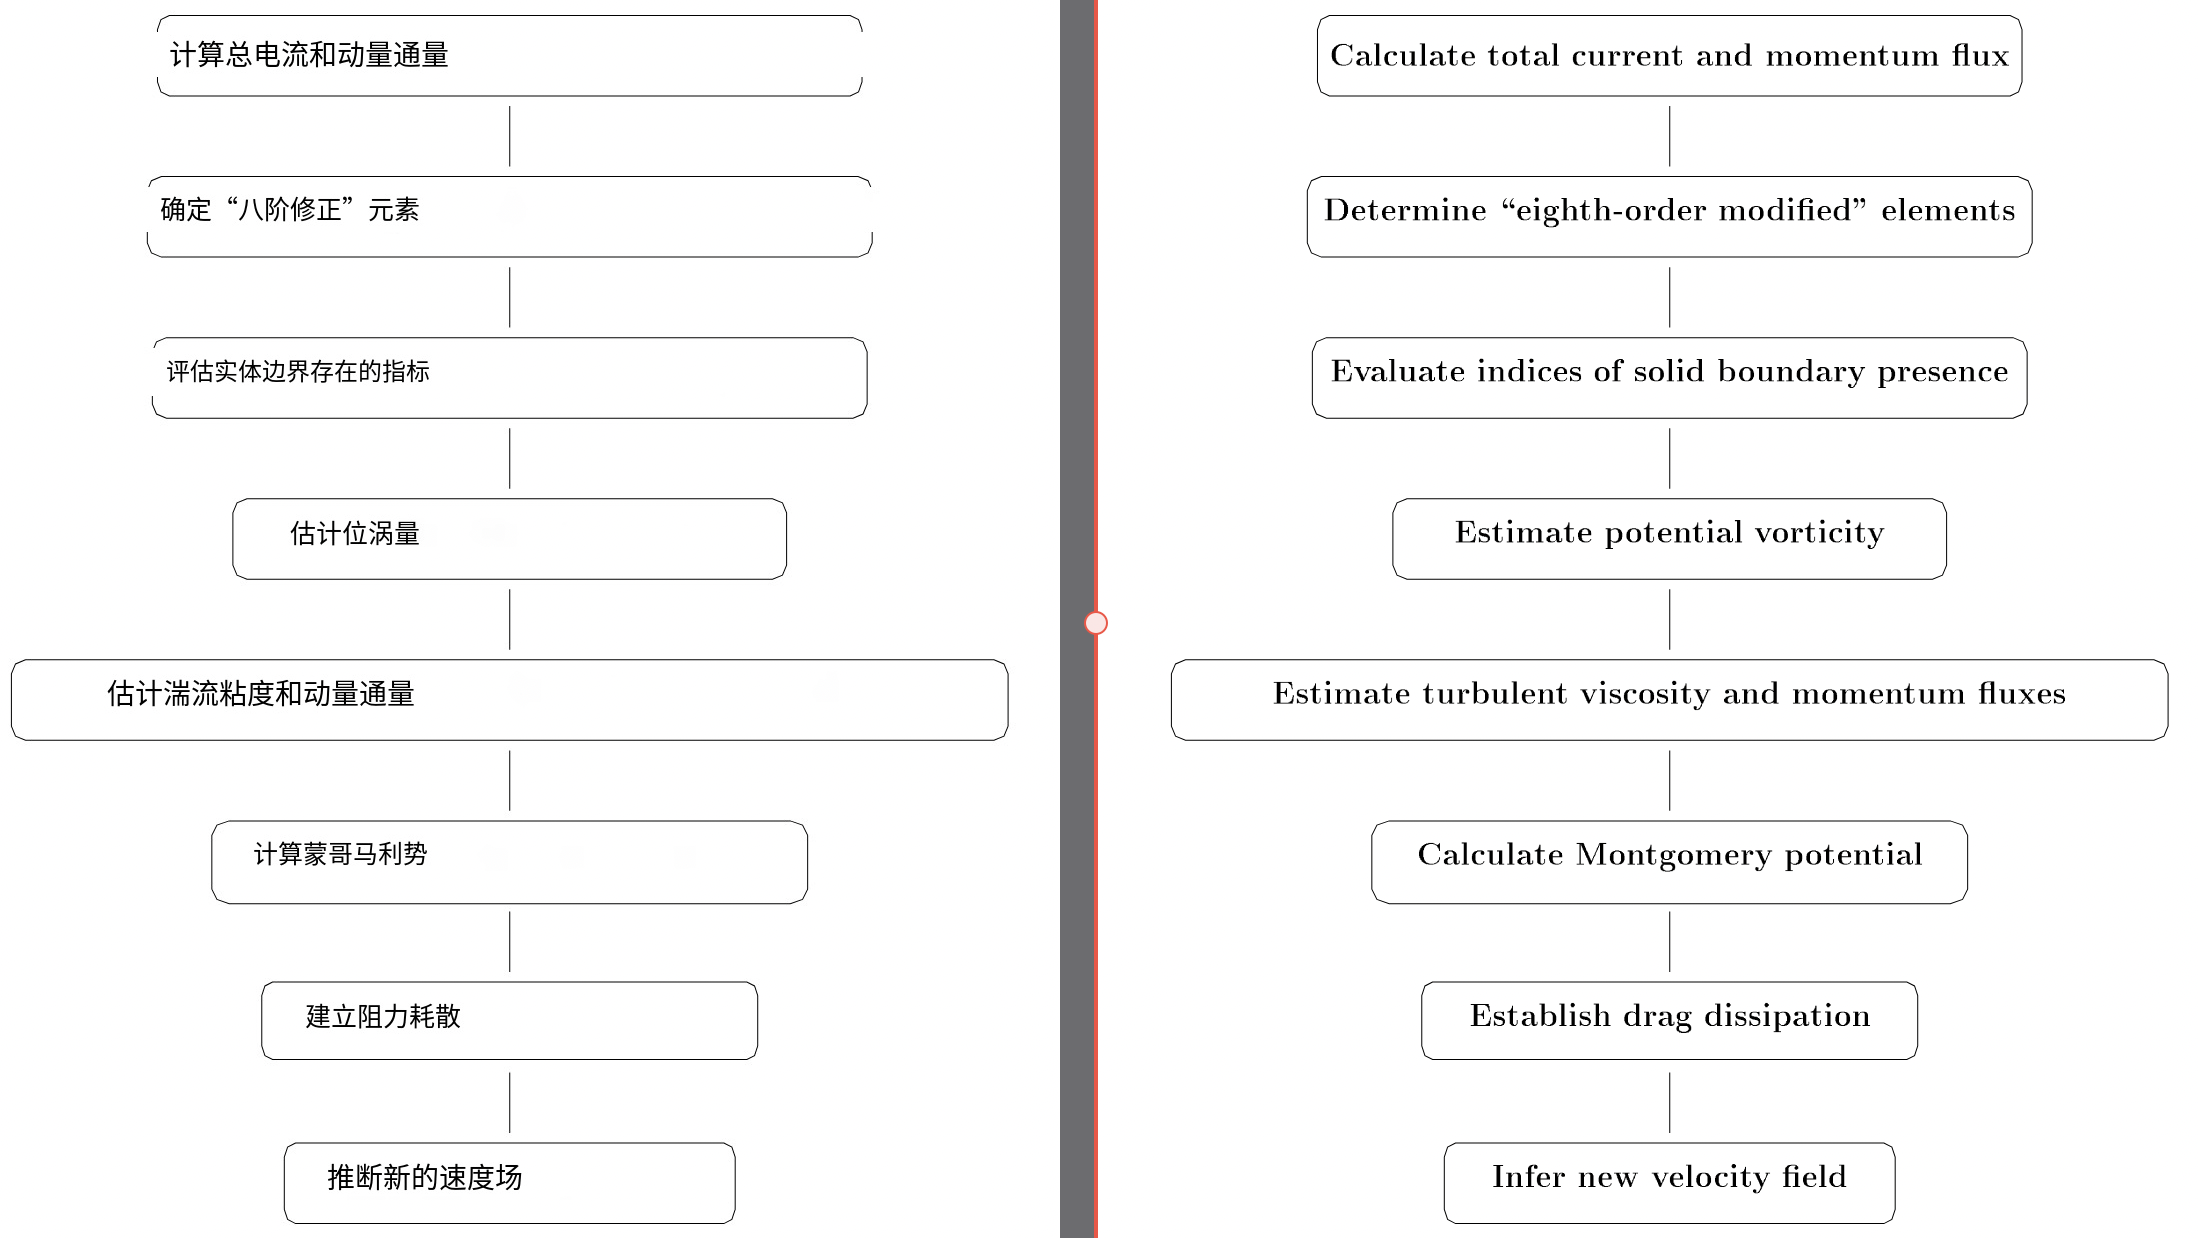 计算总电流和动量通量
确定“八阶修正”元素
评估实体边界存在的指标
估计位涡量
估计湍流粘度和动量通量
计算蒙哥马利势
建立阻力耗散
推断新的速度场
Calculate total current and momentum flux
Determine “eighth-order modified” elements
Evaluate indices of solid boundary presence
Estimate potential vorticity
Estimate turbulent viscosity and momentum fluxes
Calculate Montgomery potential
Establish drag dissipation
Infer new velocity field